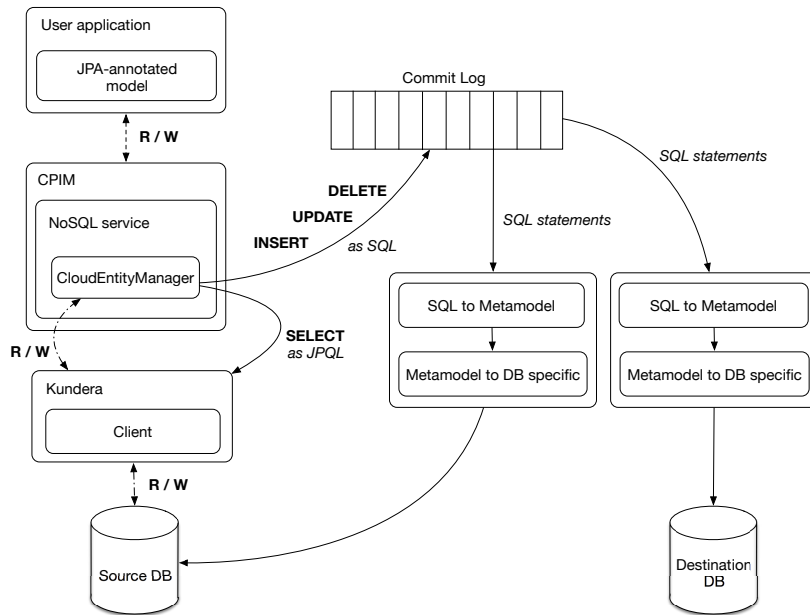 User application
JPA-annotated
model
R / W
CPIM
NoSQL service
CloudEntityManager
R / W
Kundera
Client
R / W
Source DB
DELETE
UPDATE
INSERT
as SQL
SELECT
as JPQL
Commit Log
SQL statements
SQL to Metamodel
Metamodel to DB specific
SQL statements
SQL to Metamodel
Metamodel to DB specific
Destination
DB